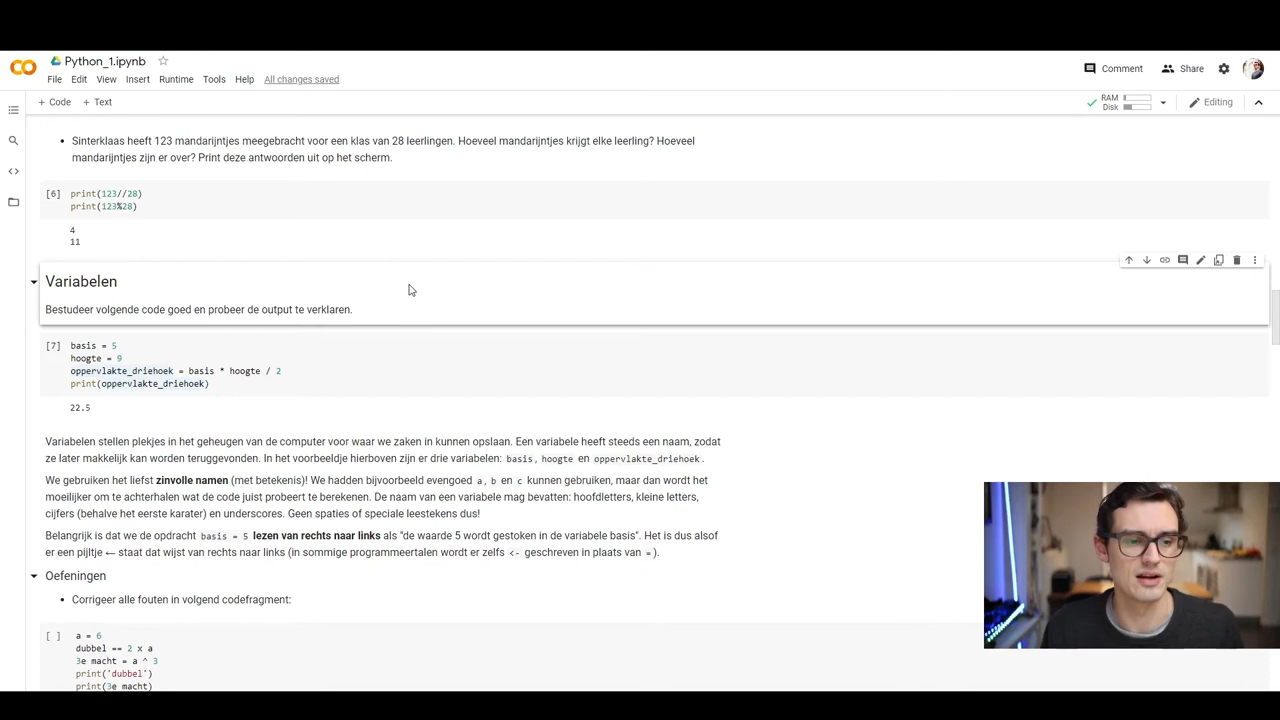 Python_1.ipynb
File Edit View Insert Runtime Tools Help All changes saved
Comment Share
+ Code + Text
RAM
Disk
Editing
• Sinterklaas heeft 123 mandarijntjes meegebracht voor een klas van 28 leerlingen. Hoeveel mandarijntjes krijgt elke leerling? Hoeveel
mandarijntjes zijn er over? Print deze antwoorden uit op het scherm.
[6] print(123//28)
print(123%28)
4
11
Variabelen
Bestudeer volgende code goed en probeer de output te verklaren.
[7] basis = 5
hoogte = 9
oppervlakte_driehoek = basis * hoogte / 2
print(oppervlakte_driehoek)
22.5
Variabelen stellen plekjes in het geheugen van de computer voor waar we zaken in kunnen opslaan. Een variabele heeft steeds een naam, zodat
ze later makkelijk kan worden teruggevonden. In het voorbeeldje hierboven zijn er drie variabelen: basis, hoogte en oppervlakte_driehoek.
We gebruiken het liefst zinvolle namen (met betekenis)! We hadden bijvoorbeeld evengoed a, b en c kunnen gebruiken, maar dan wordt het
moeilijker om te achterhalen wat de code juist probeert te berekenen. De naam van een variabele mag bevatten: hoofdletters, kleine letters,
cijfers (behalve het eerste karater) en underscores. Geen spaties of speciale leestekens dus!
Belangrijk is dat we de opdracht basis = 5 lezen van rechts naar links als "de waarde 5 wordt gestoken in de variabele basis". Het is dus alsof
er een pijltje ← staat dat wijst van rechts naar links (in sommige programmeertalen wordt er zelfs <- geschreven in plaats van =).
Oefeningen
• Corrigeer alle fouten in volgend codefragment:
[ ] a = 6
dubbel == 2 x a
3e macht = a ^ 3
print('dubbel')
print(3e macht)